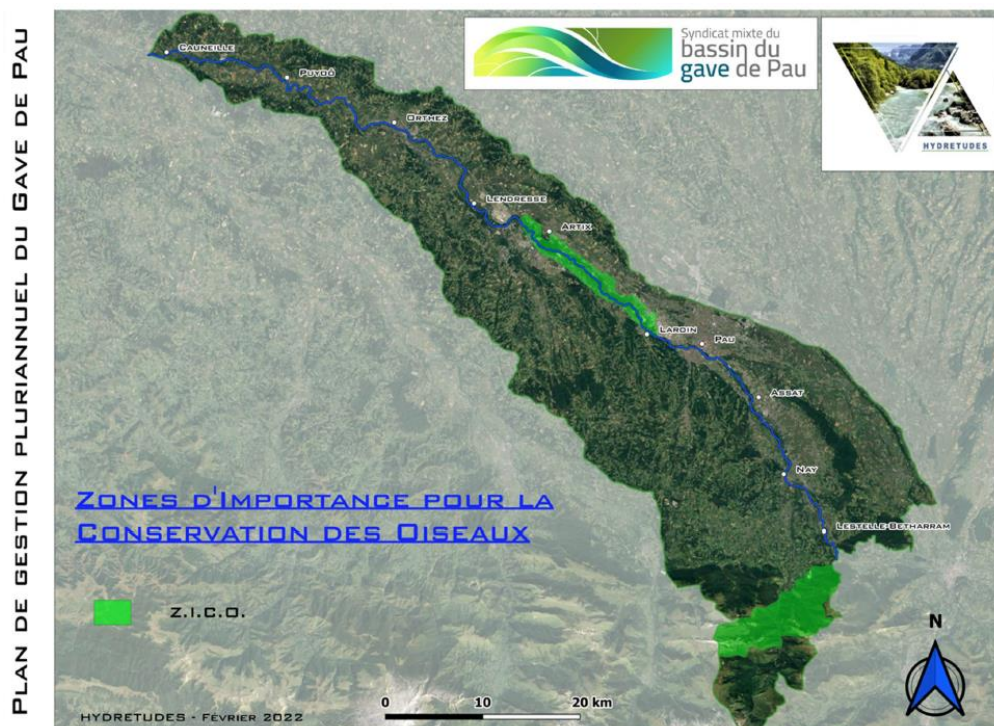 PLAN DE GESTION PLURIANNUEL DU GAVE DE PAU
Syndicat mixte du
bassin du
gave de Pau
HYDRETUDES
CAUNEILLE
PUYOÔ
ORTHEZ
LENDRESSE
ARTIX
LAROIN
PAU
ASSAT
NAY
LESTELLE-BETHARRAM
ZONES D'IMPORTANCE POUR LA
CONSERVATION DES OISEAUX
Z.I.C.O.
N
0 10 20 km
HYDRETUDES - FÉVRIER 2022